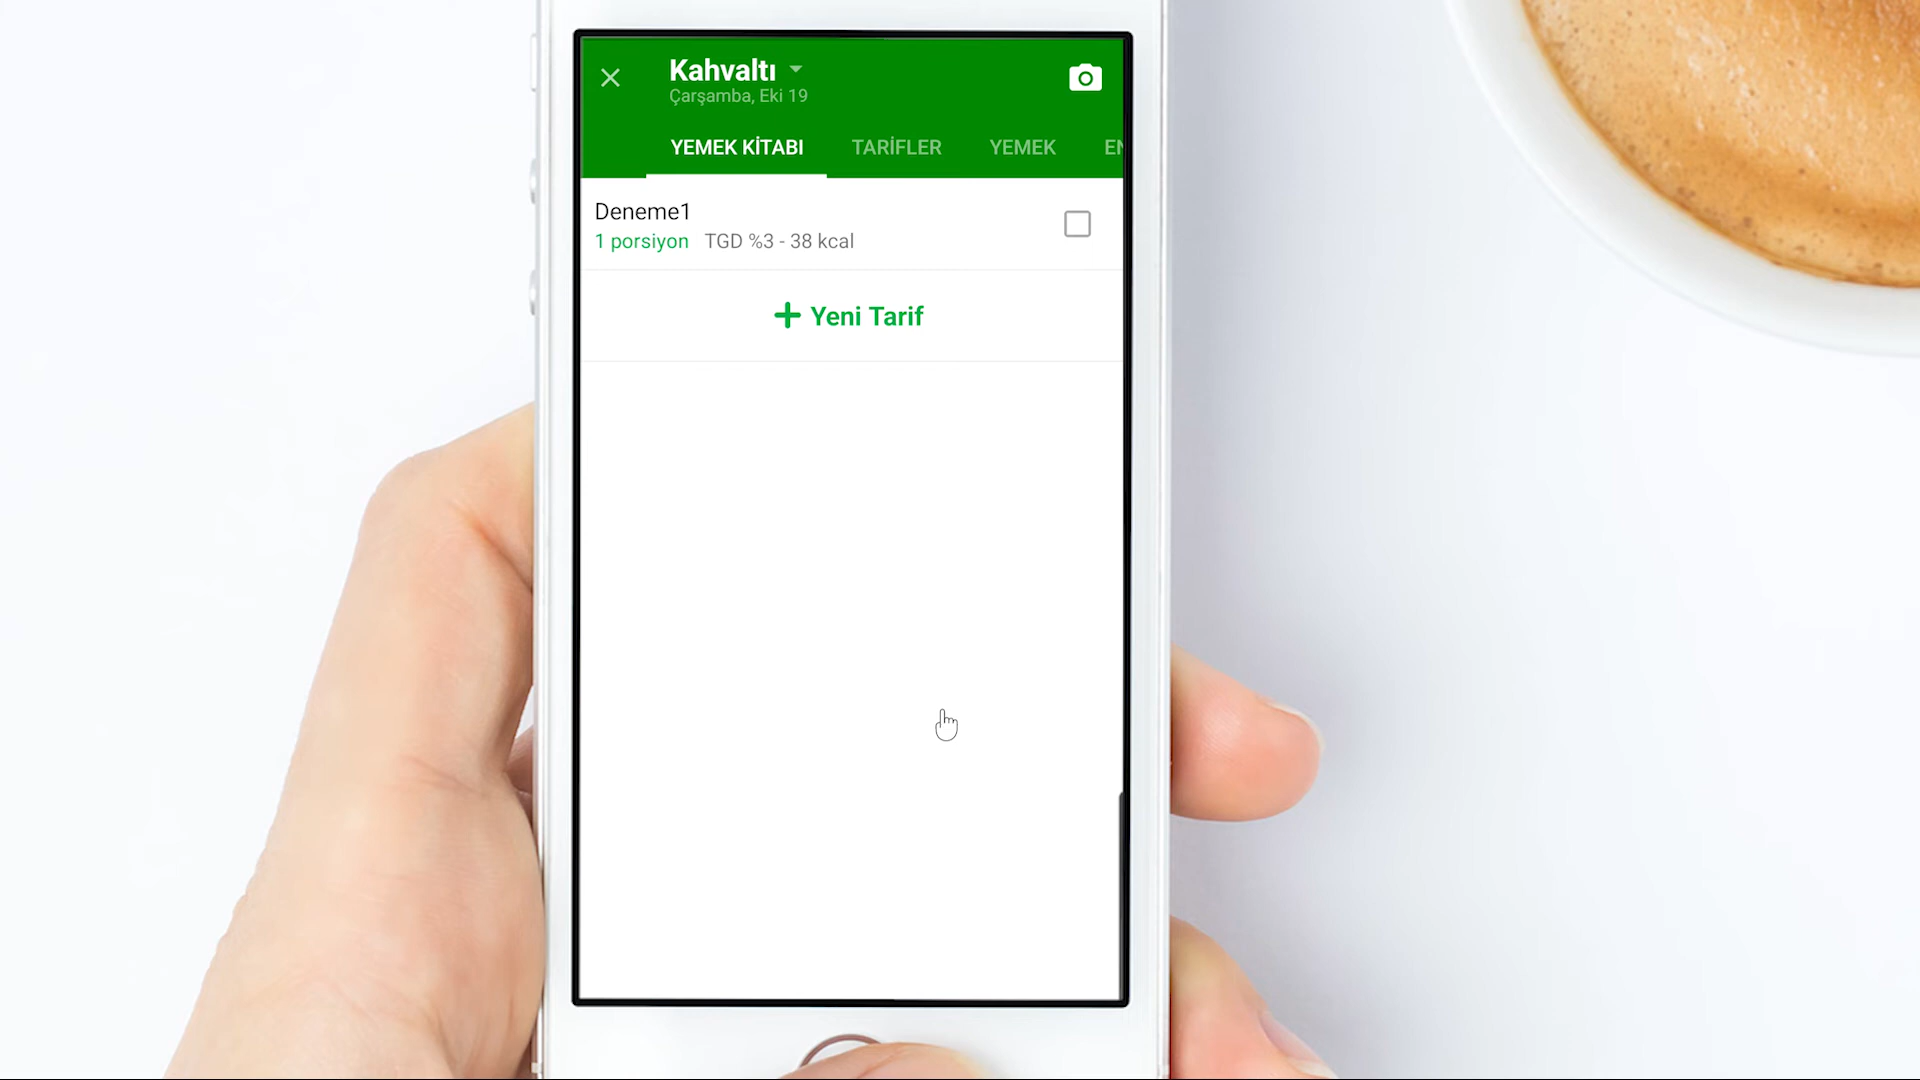 Kahvaltı
Çarşamba, Eki 19
YEMEK KİTABI TARİFLER YEMEK EN
Deneme1
1 porsiyon TGD %3 - 38 kcal
+ Yeni Tarif